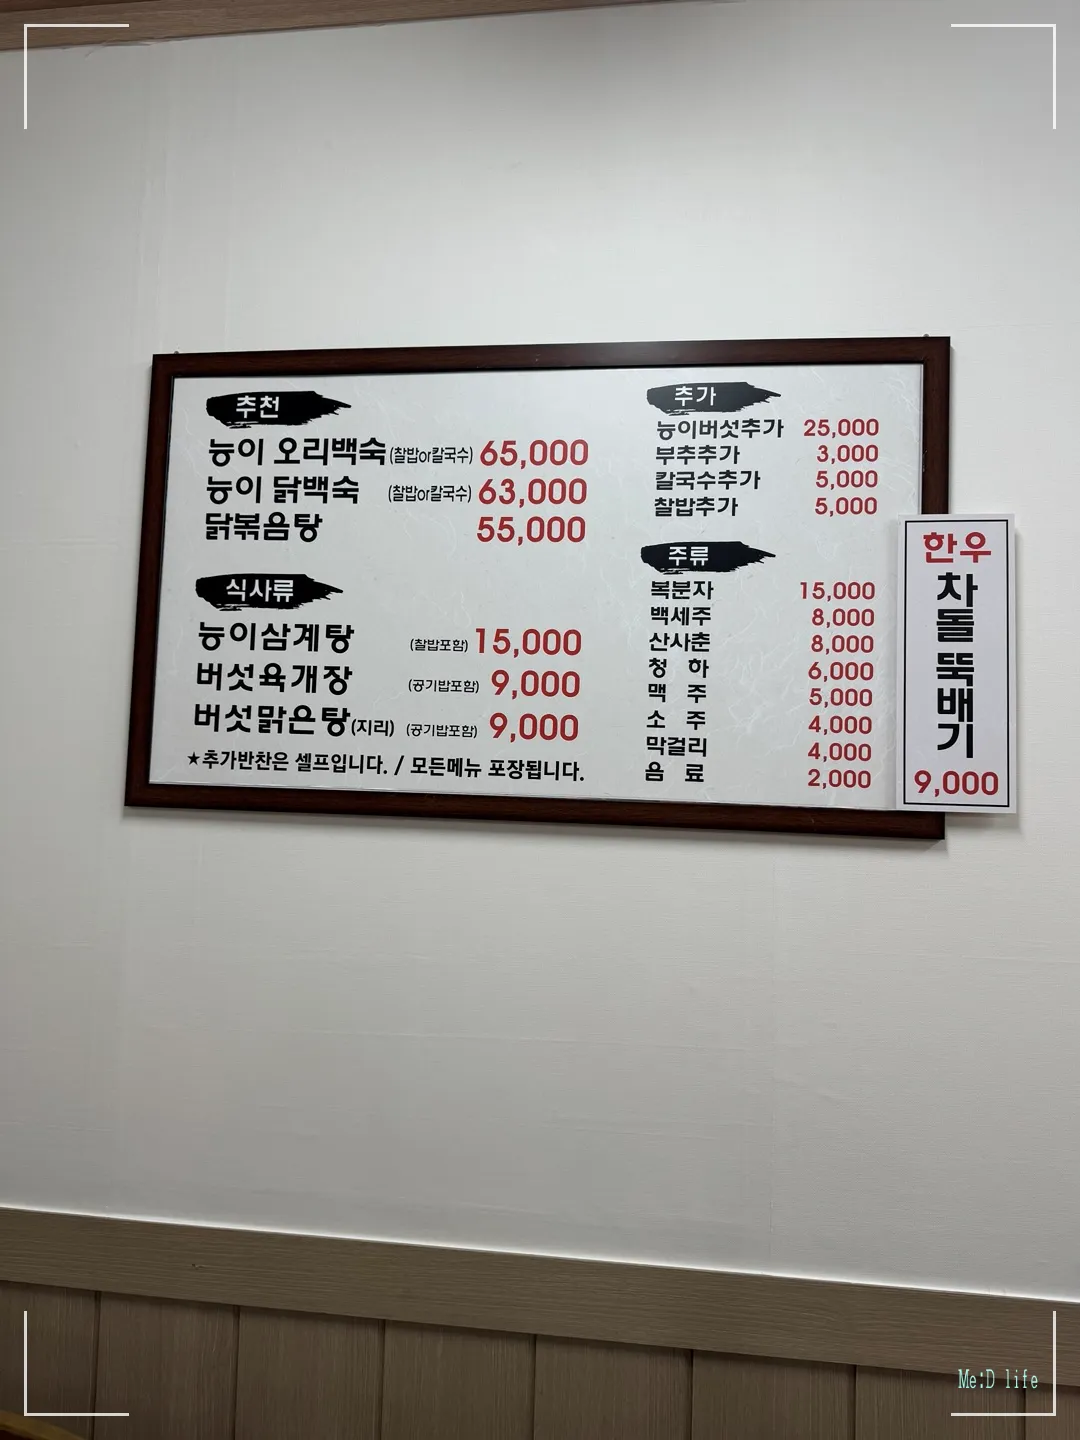 추천
능이 오리백숙(찰밥or칼국수) 65,000
능이 닭백숙 (찰밥or칼국수) 63,000
닭볶음탕 55,000
식사류
능이삼계탕 (찰밥포함) 15,000
버섯육개장 (공기밥포함) 9,000
버섯맑은탕(지리) (공기밥포함) 9,000
★추가반찬은 셀프입니다. / 모든메뉴 포장됩니다.
추가
능이버섯추가 25,000
부추추가 3,000
칼국수추가 5,000
찰밥추가 5,000
주류
복분자 15,000
백세주 8,000
산사춘 8,000
청 하 6,000
맥 주 5,000
소 주 4,000
막걸리 4,000
음 료 2,000
한우
차돌뚝배기
9,000
Me:D life